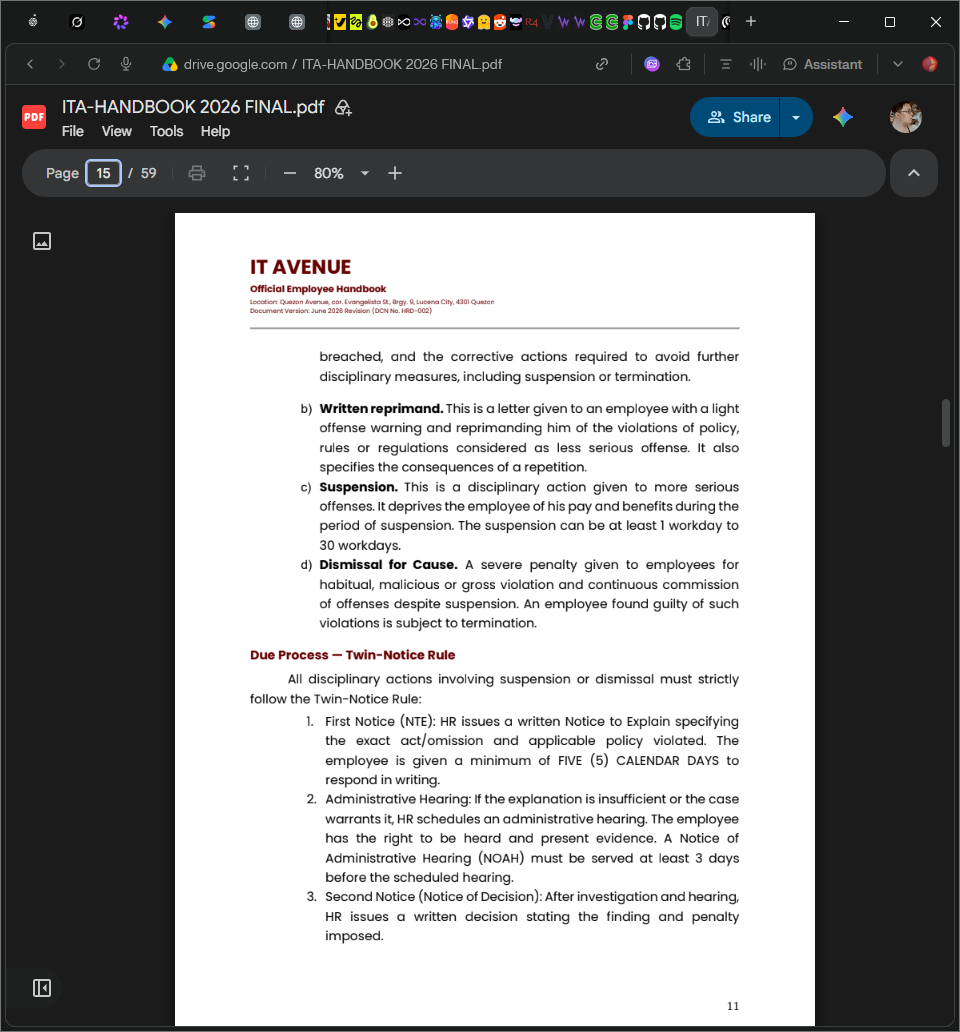 drive.google.com / ITA-HANDBOOK 2026 FINAL.pdf
Assistant
PDF
ITA-HANDBOOK 2026 FINAL.pdf
File View Tools Help
Share
Page 15 / 59
80%
IT AVENUE
Official Employee Handbook
Location: Quezon Avenue, cor. Evangelista St., Brgy. 9, Lucena City, 4301 Quezon
Document Version: June 2026 Revision (DCN No. HRD-002)
breached, and the corrective actions required to avoid further
disciplinary measures, including suspension or termination.
b) Written reprimand. This is a letter given to an employee with a light
offense warning and reprimanding him of the violations of policy,
rules or regulations considered as less serious offense. It also
specifies the consequences of a repetition.
c) Suspension. This is a disciplinary action given to more serious
offenses. It deprives the employee of his pay and benefits during the
period of suspension. The suspension can be at least 1 workday to
30 workdays.
d) Dismissal for Cause. A severe penalty given to employees for
habitual, malicious or gross violation and continuous commission
of offenses despite suspension. An employee found guilty of such
violations is subject to termination.
Due Process — Twin-Notice Rule
All disciplinary actions involving suspension or dismissal must strictly
follow the Twin-Notice Rule:
1. First Notice (NTE): HR issues a written Notice to Explain specifying
the exact act/omission and applicable policy violated. The
employee is given a minimum of FIVE (5) CALENDAR DAYS to
respond in writing.
2. Administrative Hearing: If the explanation is insufficient or the case
warrants it, HR schedules an administrative hearing. The employee
has the right to be heard and present evidence. A Notice of
Administrative Hearing (NOAH) must be served at least 3 days
before the scheduled hearing.
3. Second Notice (Notice of Decision): After investigation and hearing,
HR issues a written decision stating the finding and penalty
imposed.
11